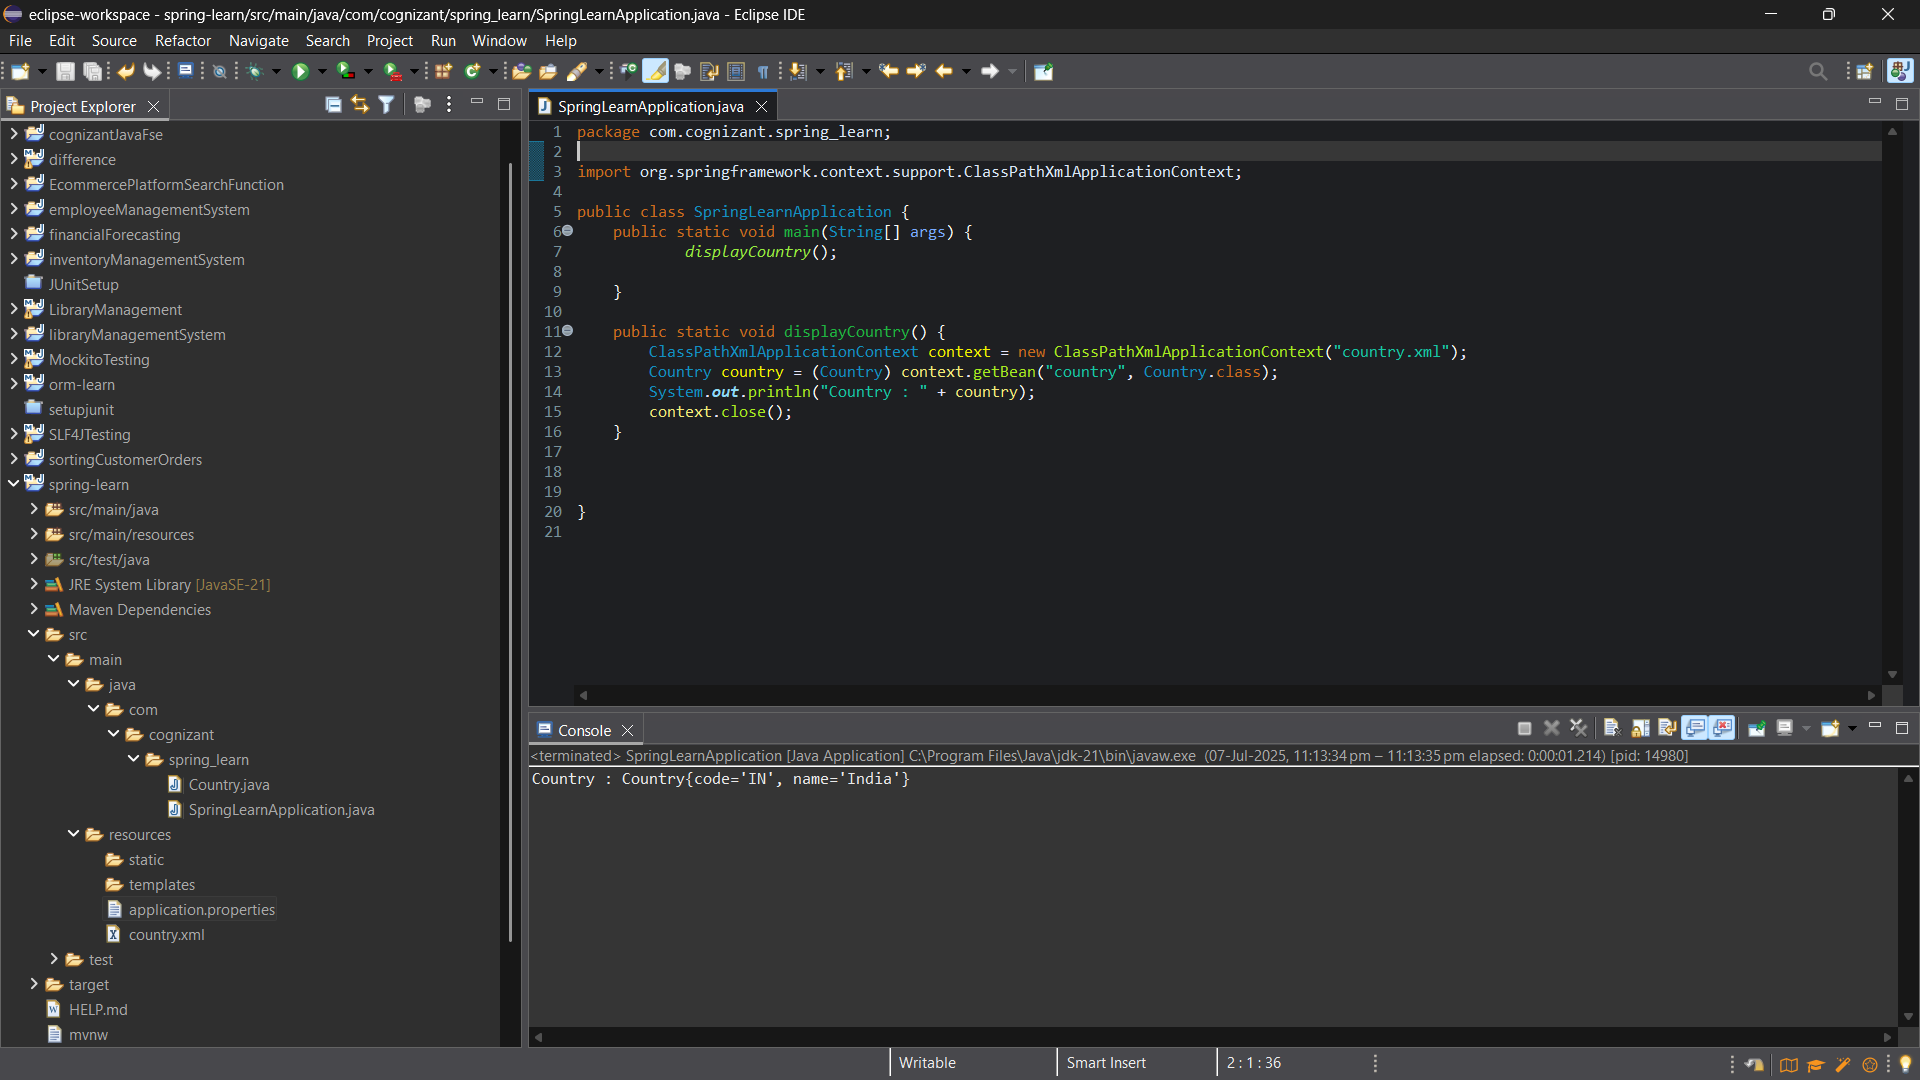 eclipse-workspace - spring-learn/src/main/java/com/cognizant/spring_learn/SpringLearnApplication.java - Eclipse IDE
File Edit Source Refactor Navigate Search Project Run Window Help
Project Explorer
cognizantJavaFse
difference
EcommercePlatformSearchFunction
employeeManagementSystem
financialForecasting
inventoryManagementSystem
JUnitSetup
LibraryManagement
libraryManagementSystem
MockitoTesting
orm-learn
setupjunit
SLF4JTesting
sortingCustomerOrders
spring-learn
src/main/java
src/main/resources
src/test/java
JRE System Library [JavaSE-21]
Maven Dependencies
src
main
java
com
cognizant
spring_learn
Country.java
SpringLearnApplication.java
resources
static
templates
application.properties
country.xml
test
target
HELP.md
mvnw
SpringLearnApplication.java
1 package com.cognizant.spring_learn;
2
3 import org.springframework.context.support.ClassPathXmlApplicationContext;
4
5 public class SpringLearnApplication {
6 public static void main(String[] args) {
7 displayCountry();
8
9 }
10
11 public static void displayCountry() {
12 ClassPathXmlApplicationContext context = new ClassPathXmlApplicationContext("country.xml");
13 Country country = (Country) context.getBean("country", Country.class);
14 System.out.println("Country : " + country);
15 context.close();
16 }
17
18
19
20 }
21
Console
<terminated> SpringLearnApplication [Java Application] C:\Program Files\Java\jdk-21\bin\javaw.exe (07-Jul-2025, 11:13:34 pm – 11:13:35 pm elapsed: 0:00:01.214) [pid: 14980]
Country : Country{code='IN', name='India'}
Writable Smart Insert 2 : 1 : 36